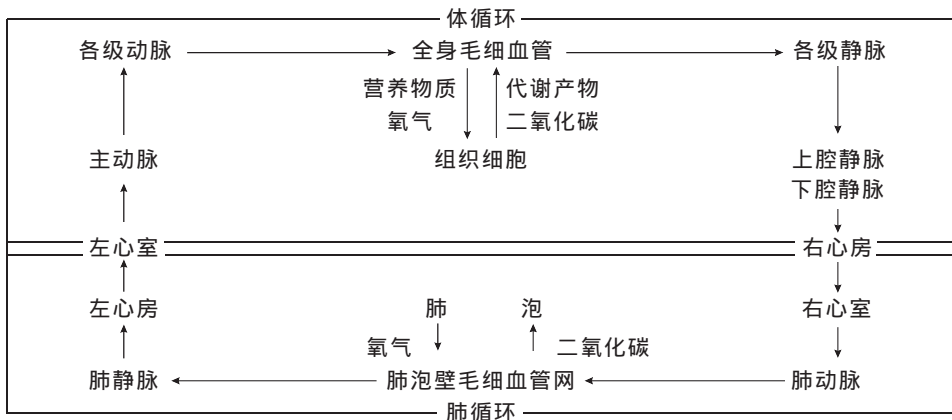 体循环
各级动脉 全身毛细血管 各级静脉
营养物质 代谢产物
氧气 二氧化碳
主动脉 组织细胞 上腔静脉
下腔静脉
左心室 右心房
左心房 肺 泡 右心室
氧气 二氧化碳
肺静脉 肺泡壁毛细血管网 肺动脉
肺循环